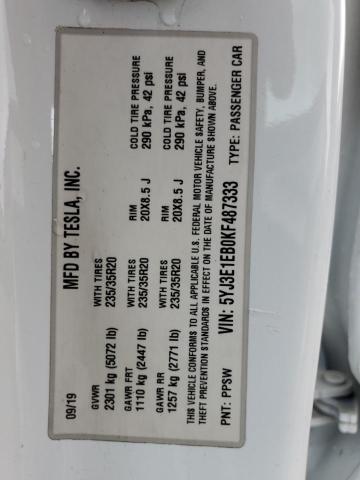 MFD BY TESLA, INC.
09/19
GVWR
2301 kg (5072 lb)
WITH TIRES
235/35R20
RIM
20X8.5 J
COLD TIRE PRESSURE
290 kPa, 42 psi
GAWR FRT
1110 kg (2447 lb)
WITH TIRES
235/35R20
RIM
20X8.5 J
COLD TIRE PRESSURE
290 kPa, 42 psi
GAWR RR
1257 kg (2771 lb)
WITH TIRES
235/35R20
THIS VEHICLE CONFORMS TO ALL APPLICABLE U.S. FEDERAL MOTOR VEHICLE SAFETY, BUMPER, AND
THEFT PREVENTION STANDARDS IN EFFECT ON THE DATE OF MANUFACTURE SHOWN ABOVE.
PNT: PPSW
VIN: 5YJ3E1EB0KF487333
TYPE: PASSENGER CAR